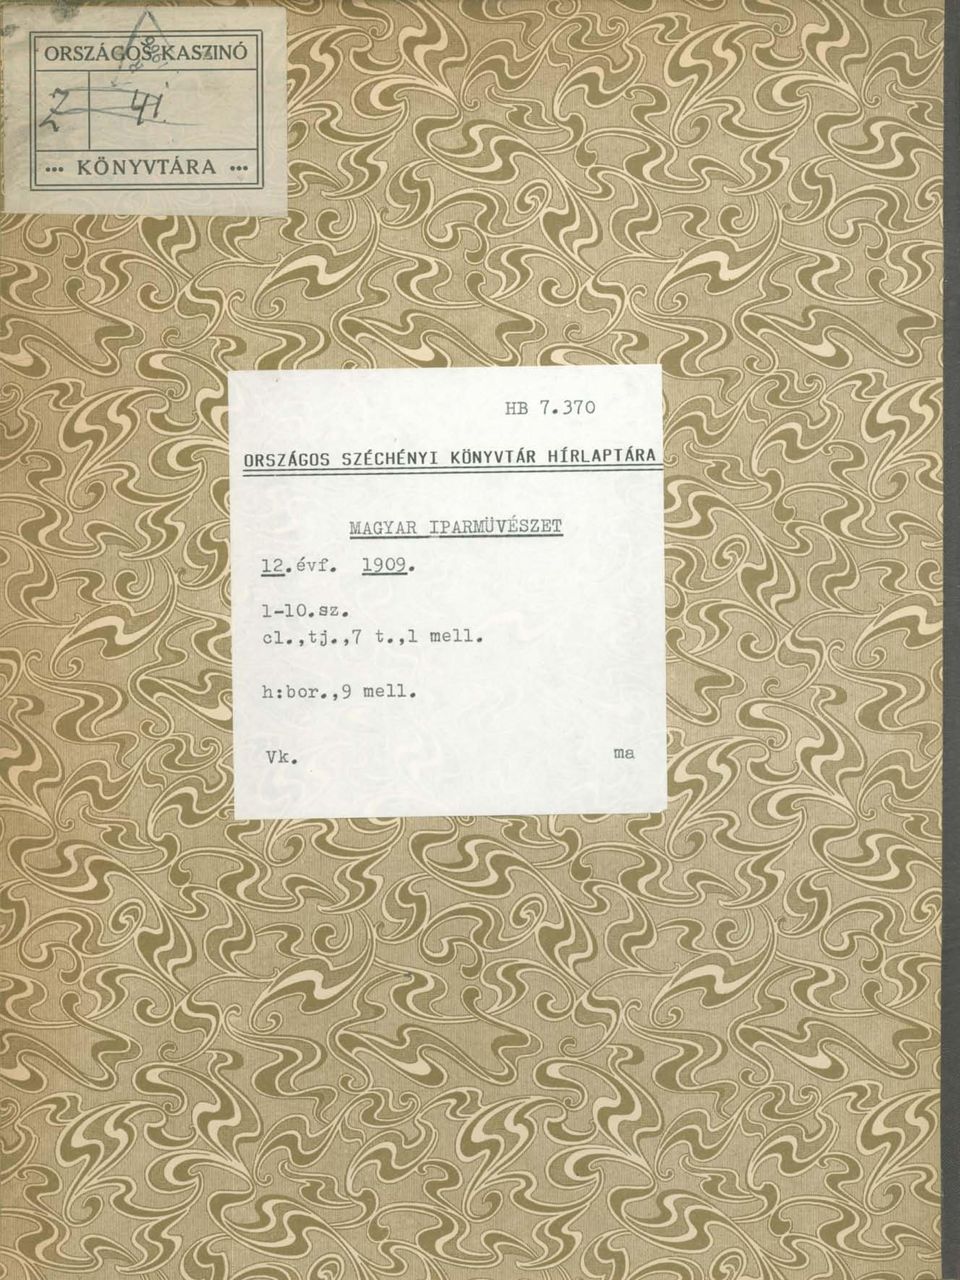 ORSZÁGOS KASZINÓ
Z 41.
... KÖNYVTÁRA ...
HB 7.370
ORSZÁGOS SZÉCHÉNYI KÖNYVTÁR HÍRLAPTÁRA
MAGYAR IPARMÜVÉSZET
12.évf. 1909.
1-10.sz.
cl.,tj.,7 t.,1 mell.
h:bor.,9 mell.
Vk. ma